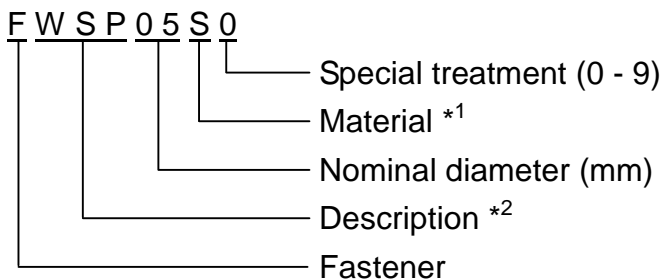 F W S P 0 5 S 0
Special treatment (0 - 9)
Material *1
Nominal diameter (mm)
Description *2
Fastener